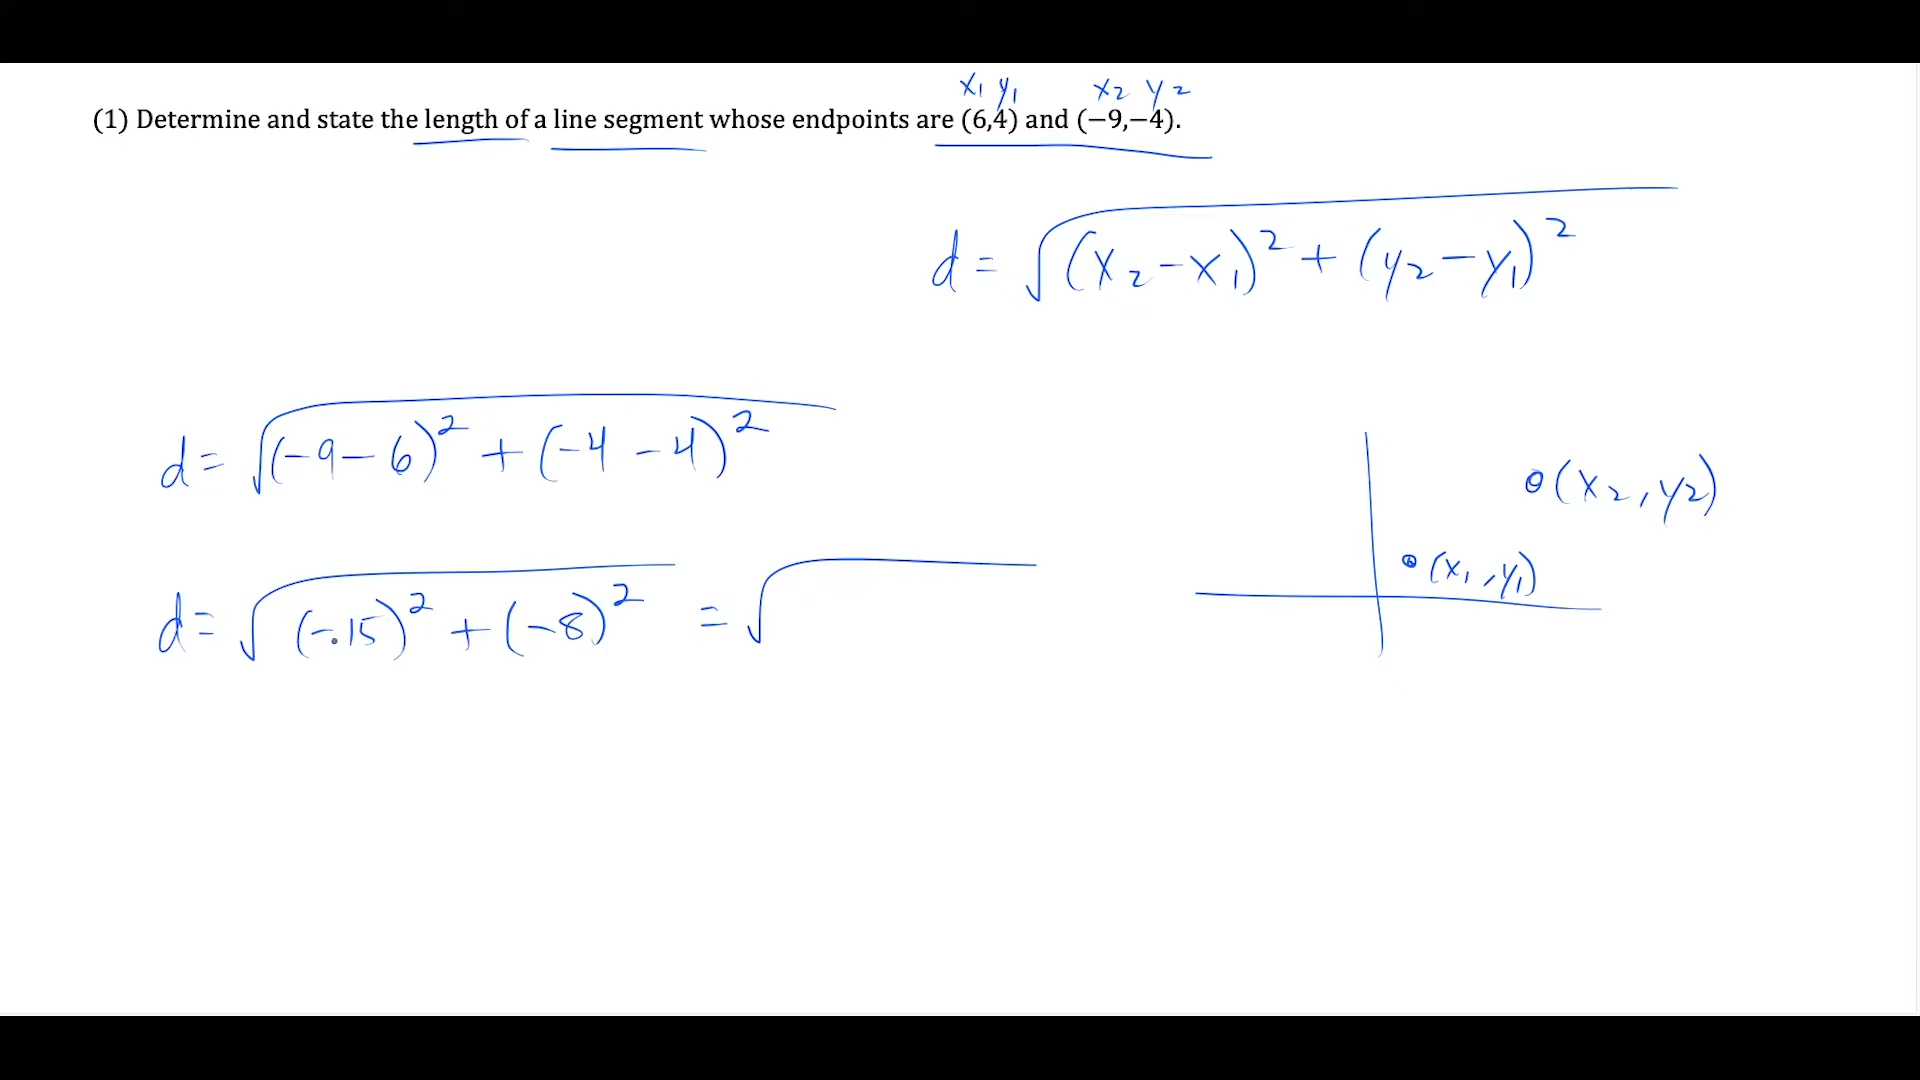 x₁ y₁ x₂ y₂
(1) Determine and state the length of a line segment whose endpoints are (6,4) and (−9,−4).
d = √((x₂ − x₁)² + (y₂ − y₁)²)
d = √((-9 - 6)² + (-4 - 4)²)
(x₂, y₂)
(x₁, y₁)
d = √((-15)² + (-8)²) = √